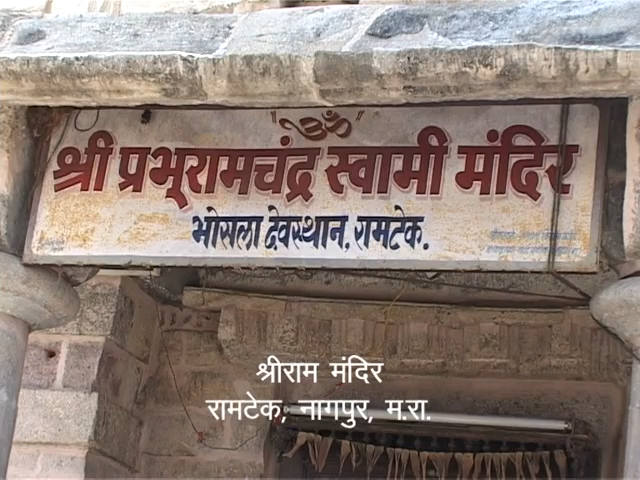 ॐ
श्री प्रभूरामचंद्र स्वामी मंदिर
भोसला देवस्थान, रामटेक.
श्रीराम मंदिर
रामटेक, नागपुर, म.रा.